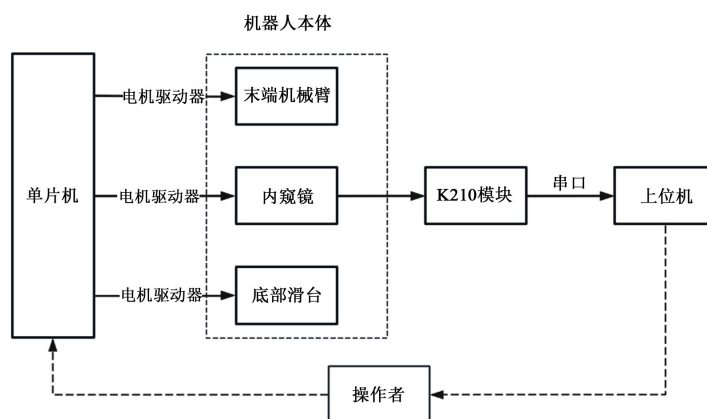 机器人本体
电机驱动器
末端机械臂
单片机
电机驱动器
内窥镜
K210模块
串口
上位机
电机驱动器
底部滑台
操作者